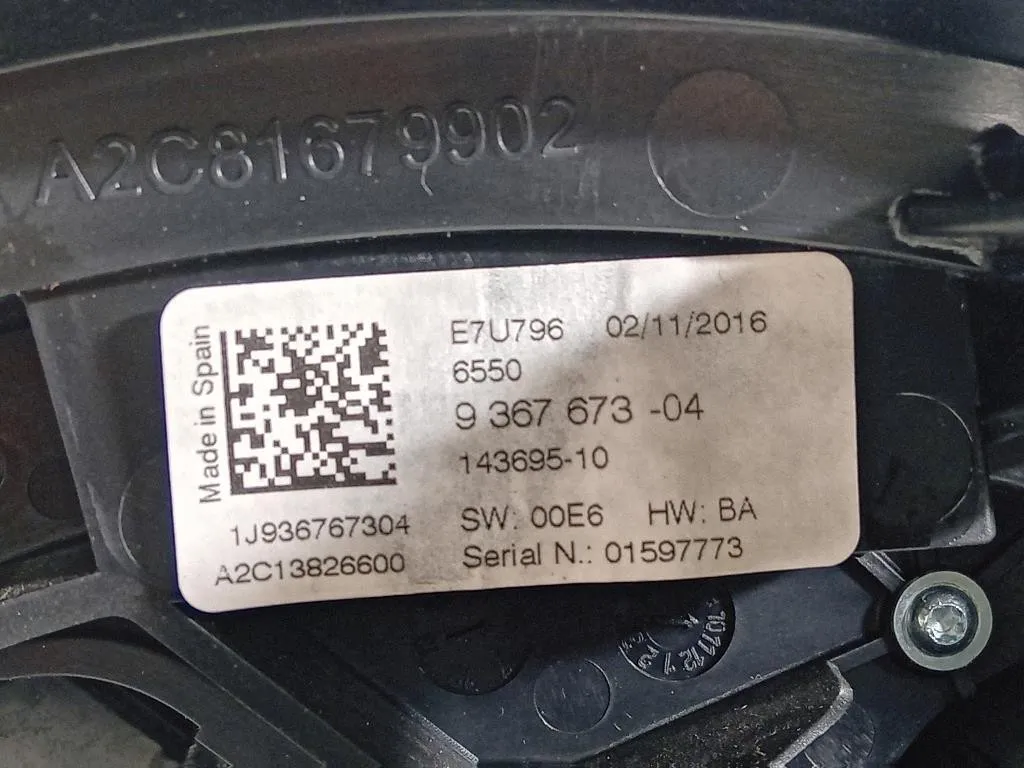 A2C81679902
Made in Spain
E7U796 02/11/2016
6550
9 367 673 -04
143695-10
1J936767304
SW: 00E6 HW: BA
A2C13826600
Serial N.: 01597773